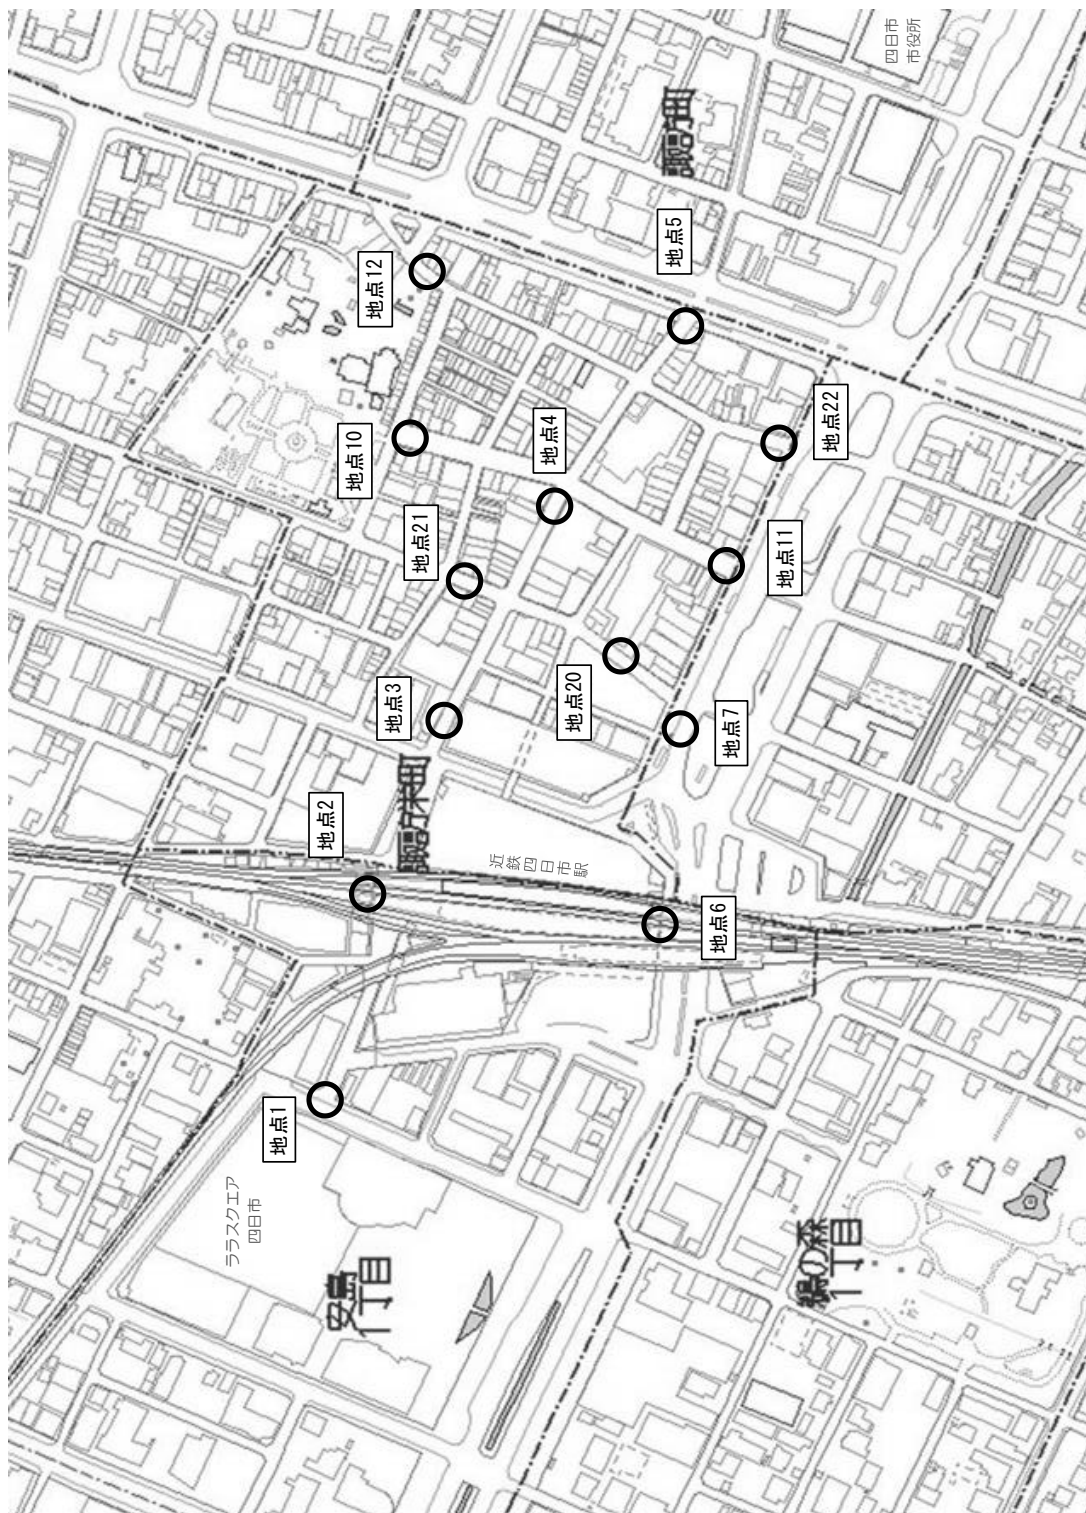 四日市
市役所
諏訪町
地点5
地点12
地点22
地点4
地点10
地点21
地点11
地点20
地点3
地点7
諏訪栄町
地点2
近鉄四日市駅
地点6
地点1
ララスクエア
四日市
安島
1丁目
鵜の森
1丁目